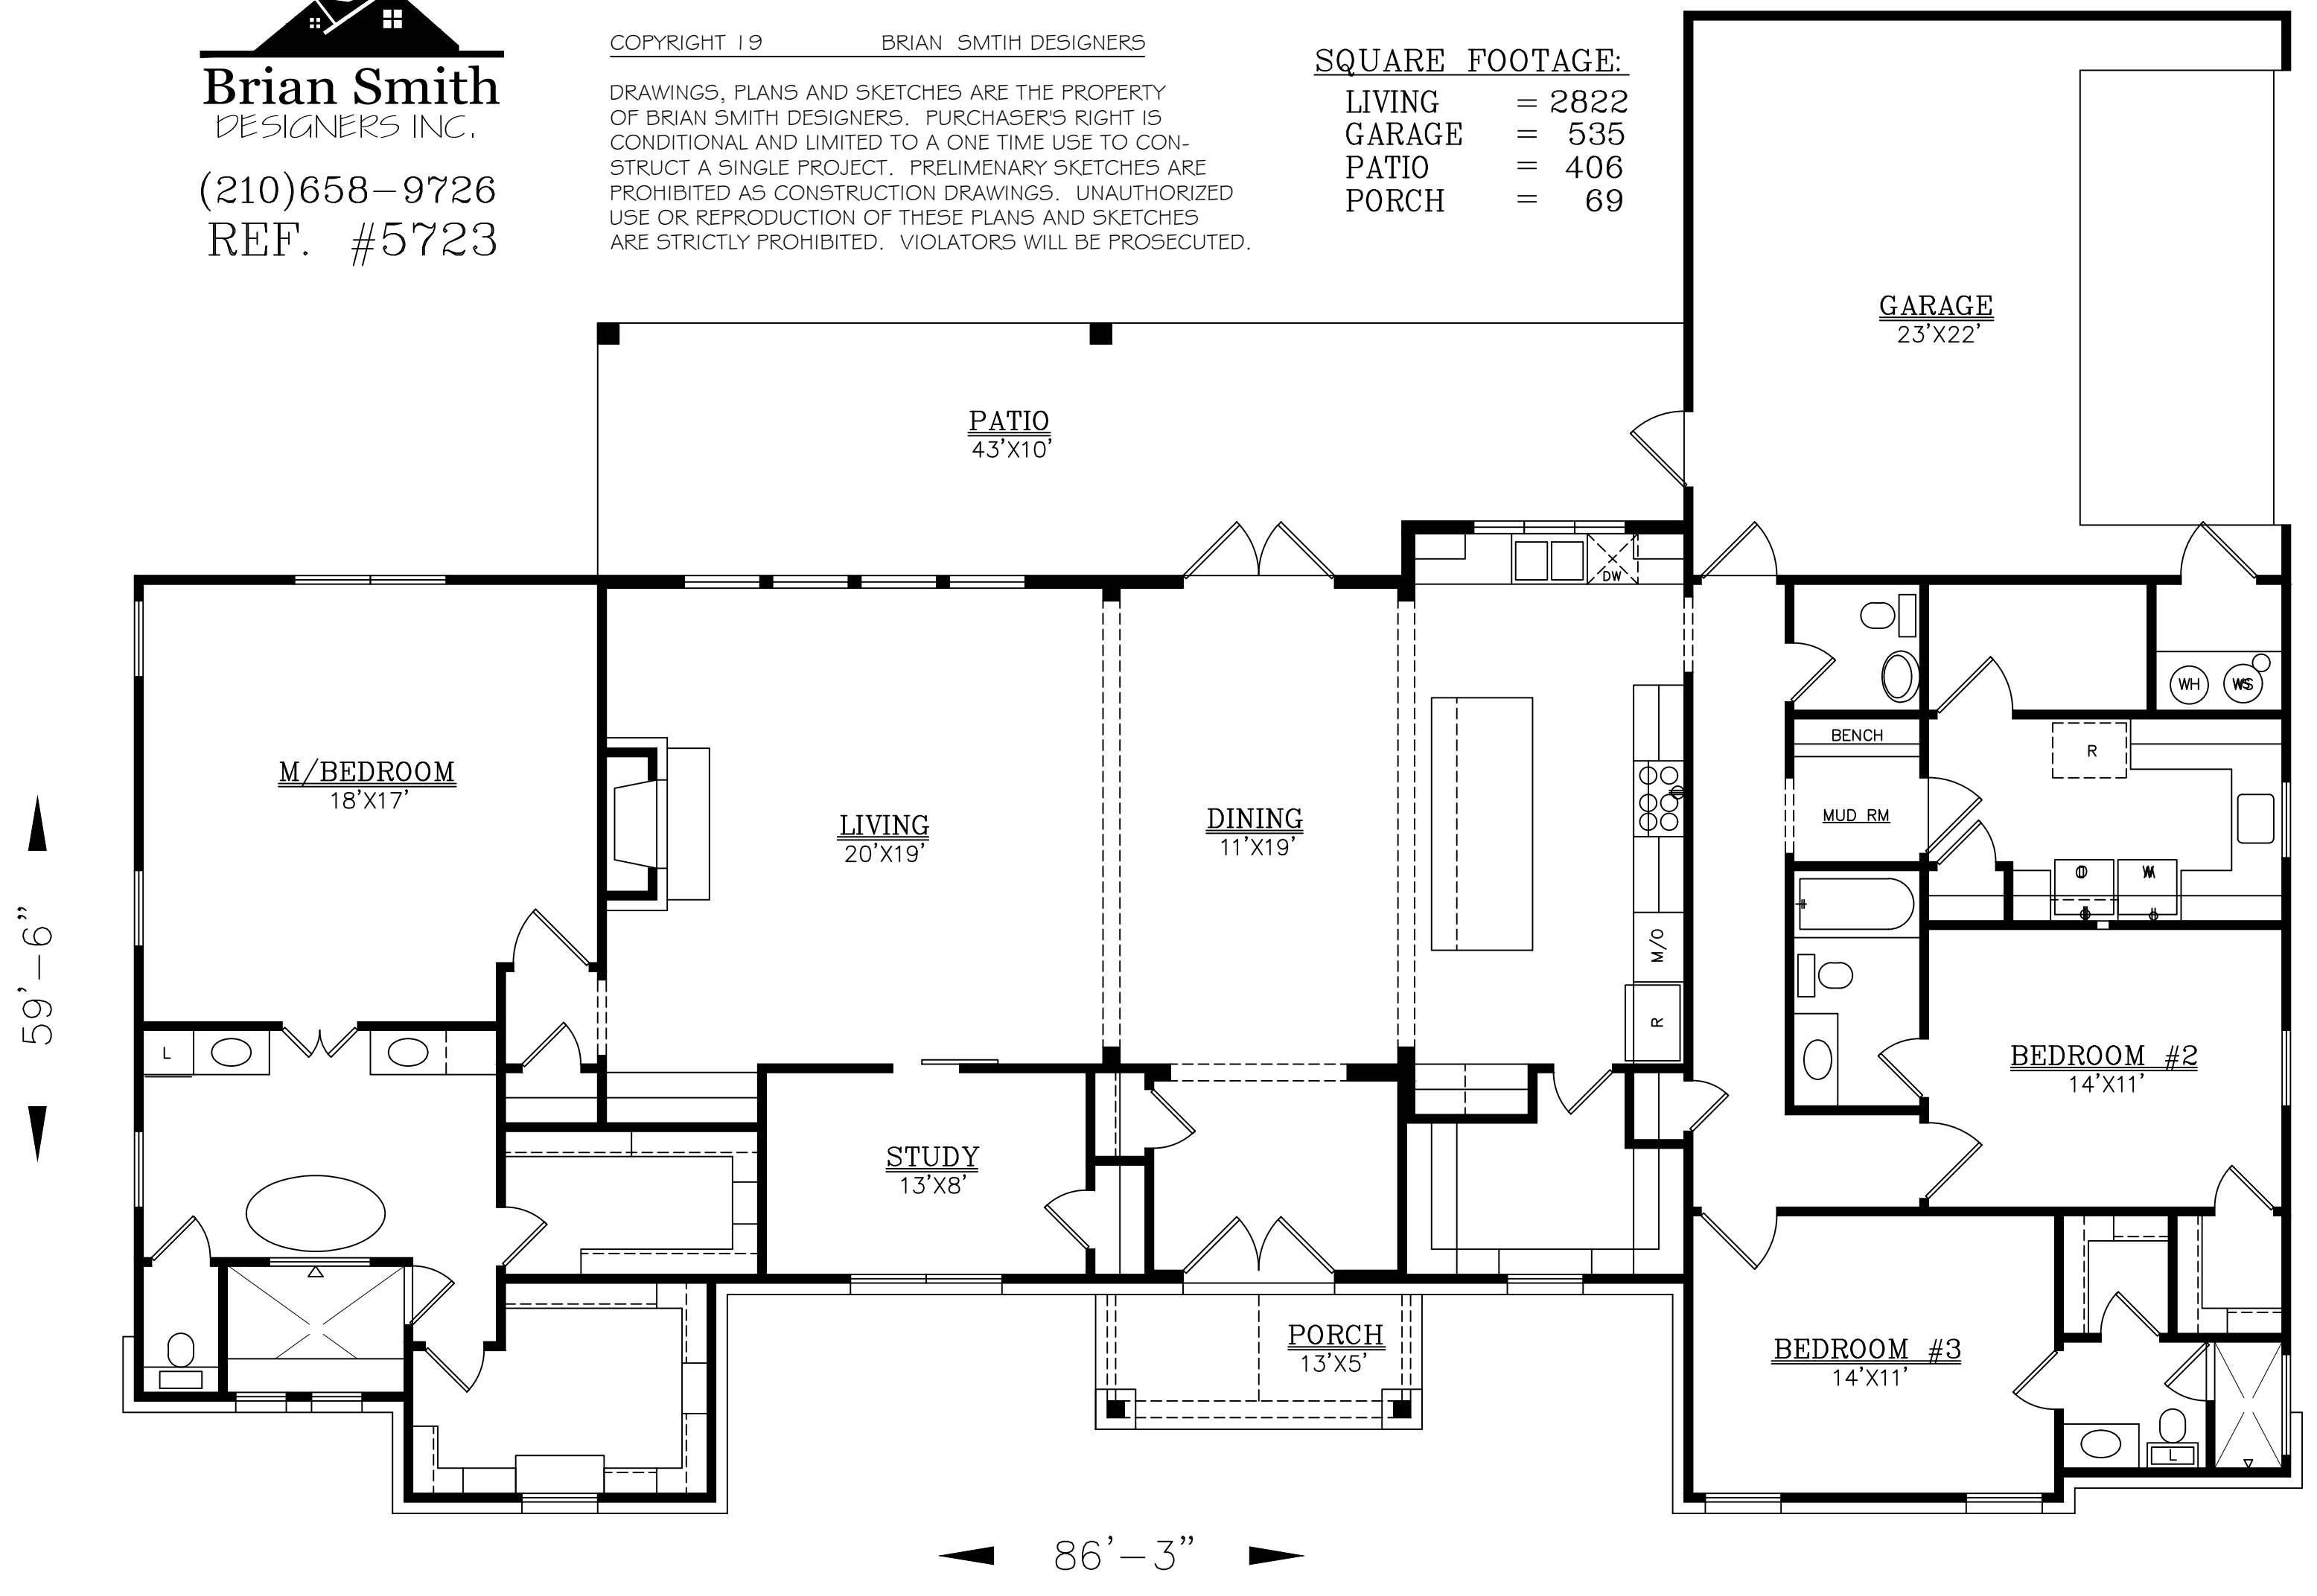 Brian Smith
DESIGNERS INC.
(210)658-9726
REF. #5723
COPYRIGHT 19 BRIAN SMTIH DESIGNERS
DRAWINGS, PLANS AND SKETCHES ARE THE PROPERTY
OF BRIAN SMITH DESIGNERS. PURCHASER'S RIGHT IS
CONDITIONAL AND LIMITED TO A ONE TIME USE TO CON-
STRUCT A SINGLE PROJECT. PRELIMENARY SKETCHES ARE
PROHIBITED AS CONSTRUCTION DRAWINGS. UNAUTHORIZED
USE OR REPRODUCTION OF THESE PLANS AND SKETCHES
ARE STRICTLY PROHIBITED. VIOLATORS WILL BE PROSECUTED.
SQUARE FOOTAGE:
LIVING = 2822
GARAGE = 535
PATIO = 406
PORCH = 69
GARAGE
23'X22'
PATIO
43'X10'
DW
WH
WS
BENCH
R
M/BEDROOM
18'X17'
LIVING
20'X19'
DINING
11'X19'
MUD RM
D
W
M/O
R
L
BEDROOM #2
14'X11'
STUDY
13'X8'
PORCH
13'X5'
BEDROOM #3
14'X11'
L
59'-6"
86'-3"